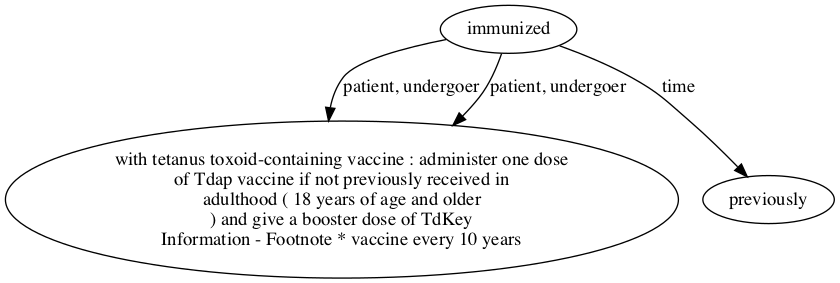 immunized
patient, undergoer
patient, undergoer
time
with tetanus toxoid-containing vaccine : administer one dose
of Tdap vaccine if not previously received in
adulthood ( 18 years of age and older
) and give a booster dose of TdKey
Information - Footnote * vaccine every 10 years
previously